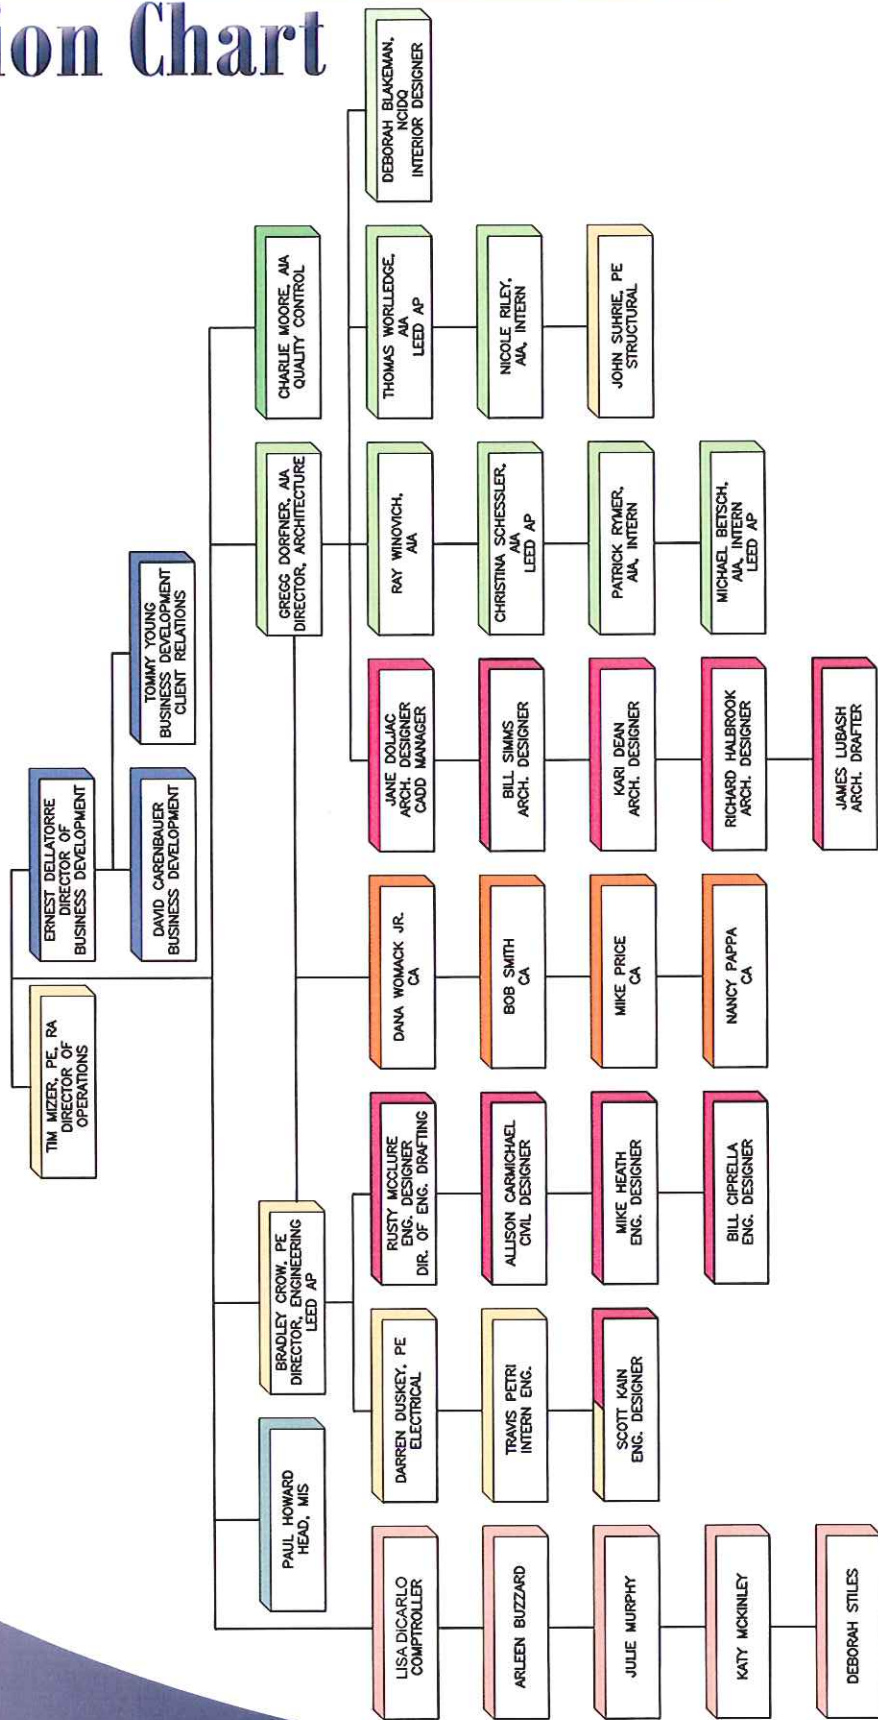 ion Chart
TIM MIZER, PE, RA
DIRECTOR OF
OPERATIONS
ERNEST DELLATORRE
DIRECTOR OF
BUSINESS DEVELOPMENT
DAVID CARENBAUER
BUSINESS DEVELOPMENT
TOMMY YOUNG
BUSINESS DEVELOPMENT
CLIENT RELATIONS
PAUL HOWARD
HEAD, MIS
BRADLEY CROW, PE
DIRECTOR, ENGINEERING
LEED AP
GREGG DORFNER, AIA
DIRECTOR, ARCHITECTURE
CHARLIE MOORE, AIA
QUALITY CONTROL
LISA DICARLO
COMPTROLLER
ARLEEN BUZZARD
JULIE MURPHY
KATY MCKINLEY
DEBORAH STILES
DARREN DUSKEY, PE
ELECTRICAL
TRAVIS PETRI
INTERN ENG.
SCOTT KAIN
ENG. DESIGNER
RUSTY MCCLURE
ENG. DESIGNER
DIR. OF ENG. DRAFTING
ALLISON CARMICHAEL
CIVIL DESIGNER
MIKE HEATH
ENG. DESIGNER
BILL CIPRELLA
ENG. DESIGNER
DANA WOMACK JR.
CA
BOB SMITH
CA
MIKE PRICE
CA
NANCY PAPPA
CA
JANE DOLJAC
ARCH. DESIGNER
CADD MANAGER
BILL SIMMS
ARCH. DESIGNER
KARI DEAN
ARCH. DESIGNER
RICHARD HALBROOK
ARCH. DESIGNER
JAMES LUBASH
ARCH. DRAFTER
RAY WINOVICH,
AIA
CHRISTINA SCHESSLER,
AIA
LEED AP
PATRICK RYMER,
AIA, INTERN
MICHAEL BETSCH,
AIA, INTERN
LEED AP
THOMAS WORLLEDGE,
AIA
LEED AP
NICOLE RILEY,
AIA, INTERN
JOHN SUHRIE, PE
STRUCTURAL
DEBORAH BLAKEMAN,
NCIDQ
INTERIOR DESIGNER